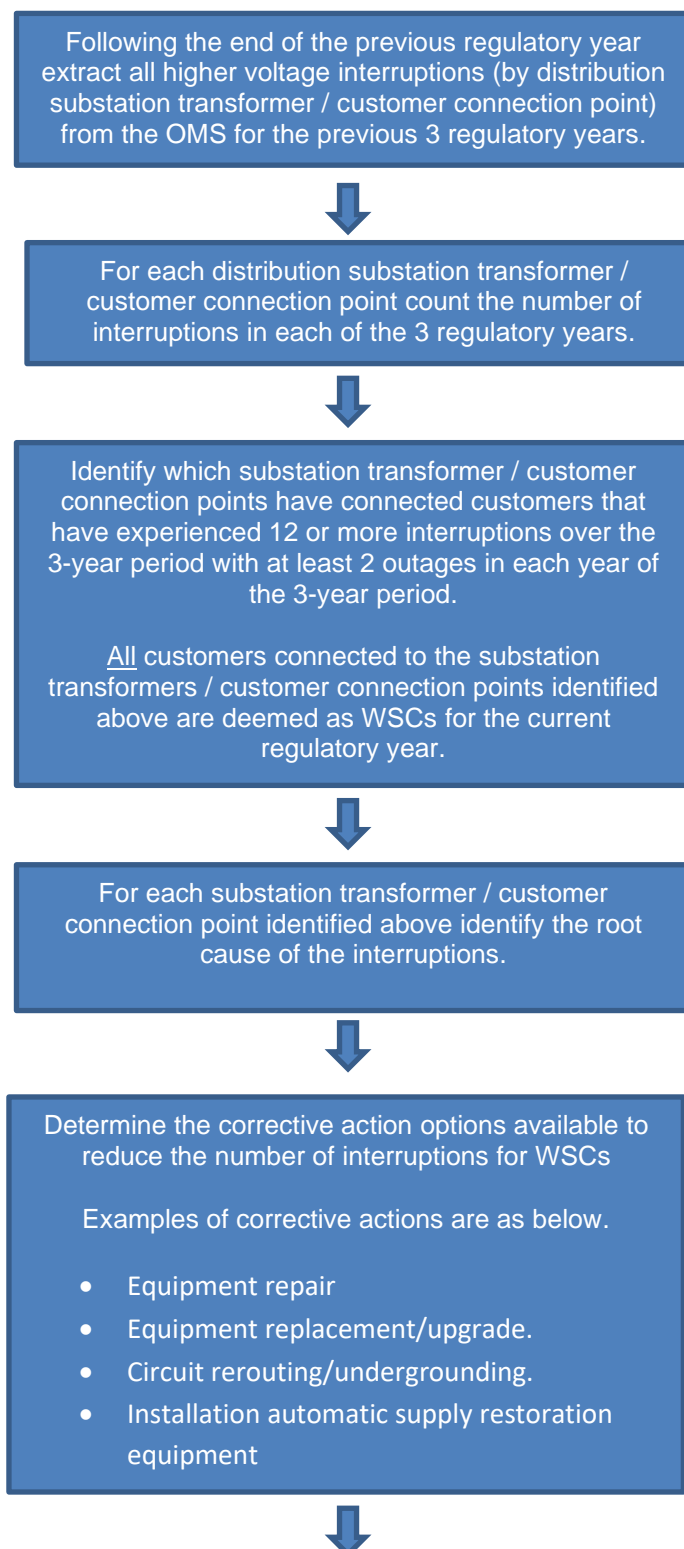 Following the end of the previous regulatory year
extract all higher voltage interruptions (by distribution
substation transformer / customer connection point)
from the OMS for the previous 3 regulatory years.
For each distribution substation transformer /
customer connection point count the number of
interruptions in each of the 3 regulatory years.
Identify which substation transformer / customer
connection points have connected customers that
have experienced 12 or more interruptions over the
3-year period with at least 2 outages in each year of
the 3-year period.
All customers connected to the substation
transformers / customer connection points identified
above are deemed as WSCs for the current
regulatory year.
For each substation transformer / customer
connection point identified above identify the root
cause of the interruptions.
Determine the corrective action options available to
reduce the number of interruptions for WSCs
Examples of corrective actions are as below.
• Equipment repair
• Equipment replacement/upgrade.
• Circuit rerouting/undergrounding.
• Installation automatic supply restoration
equipment